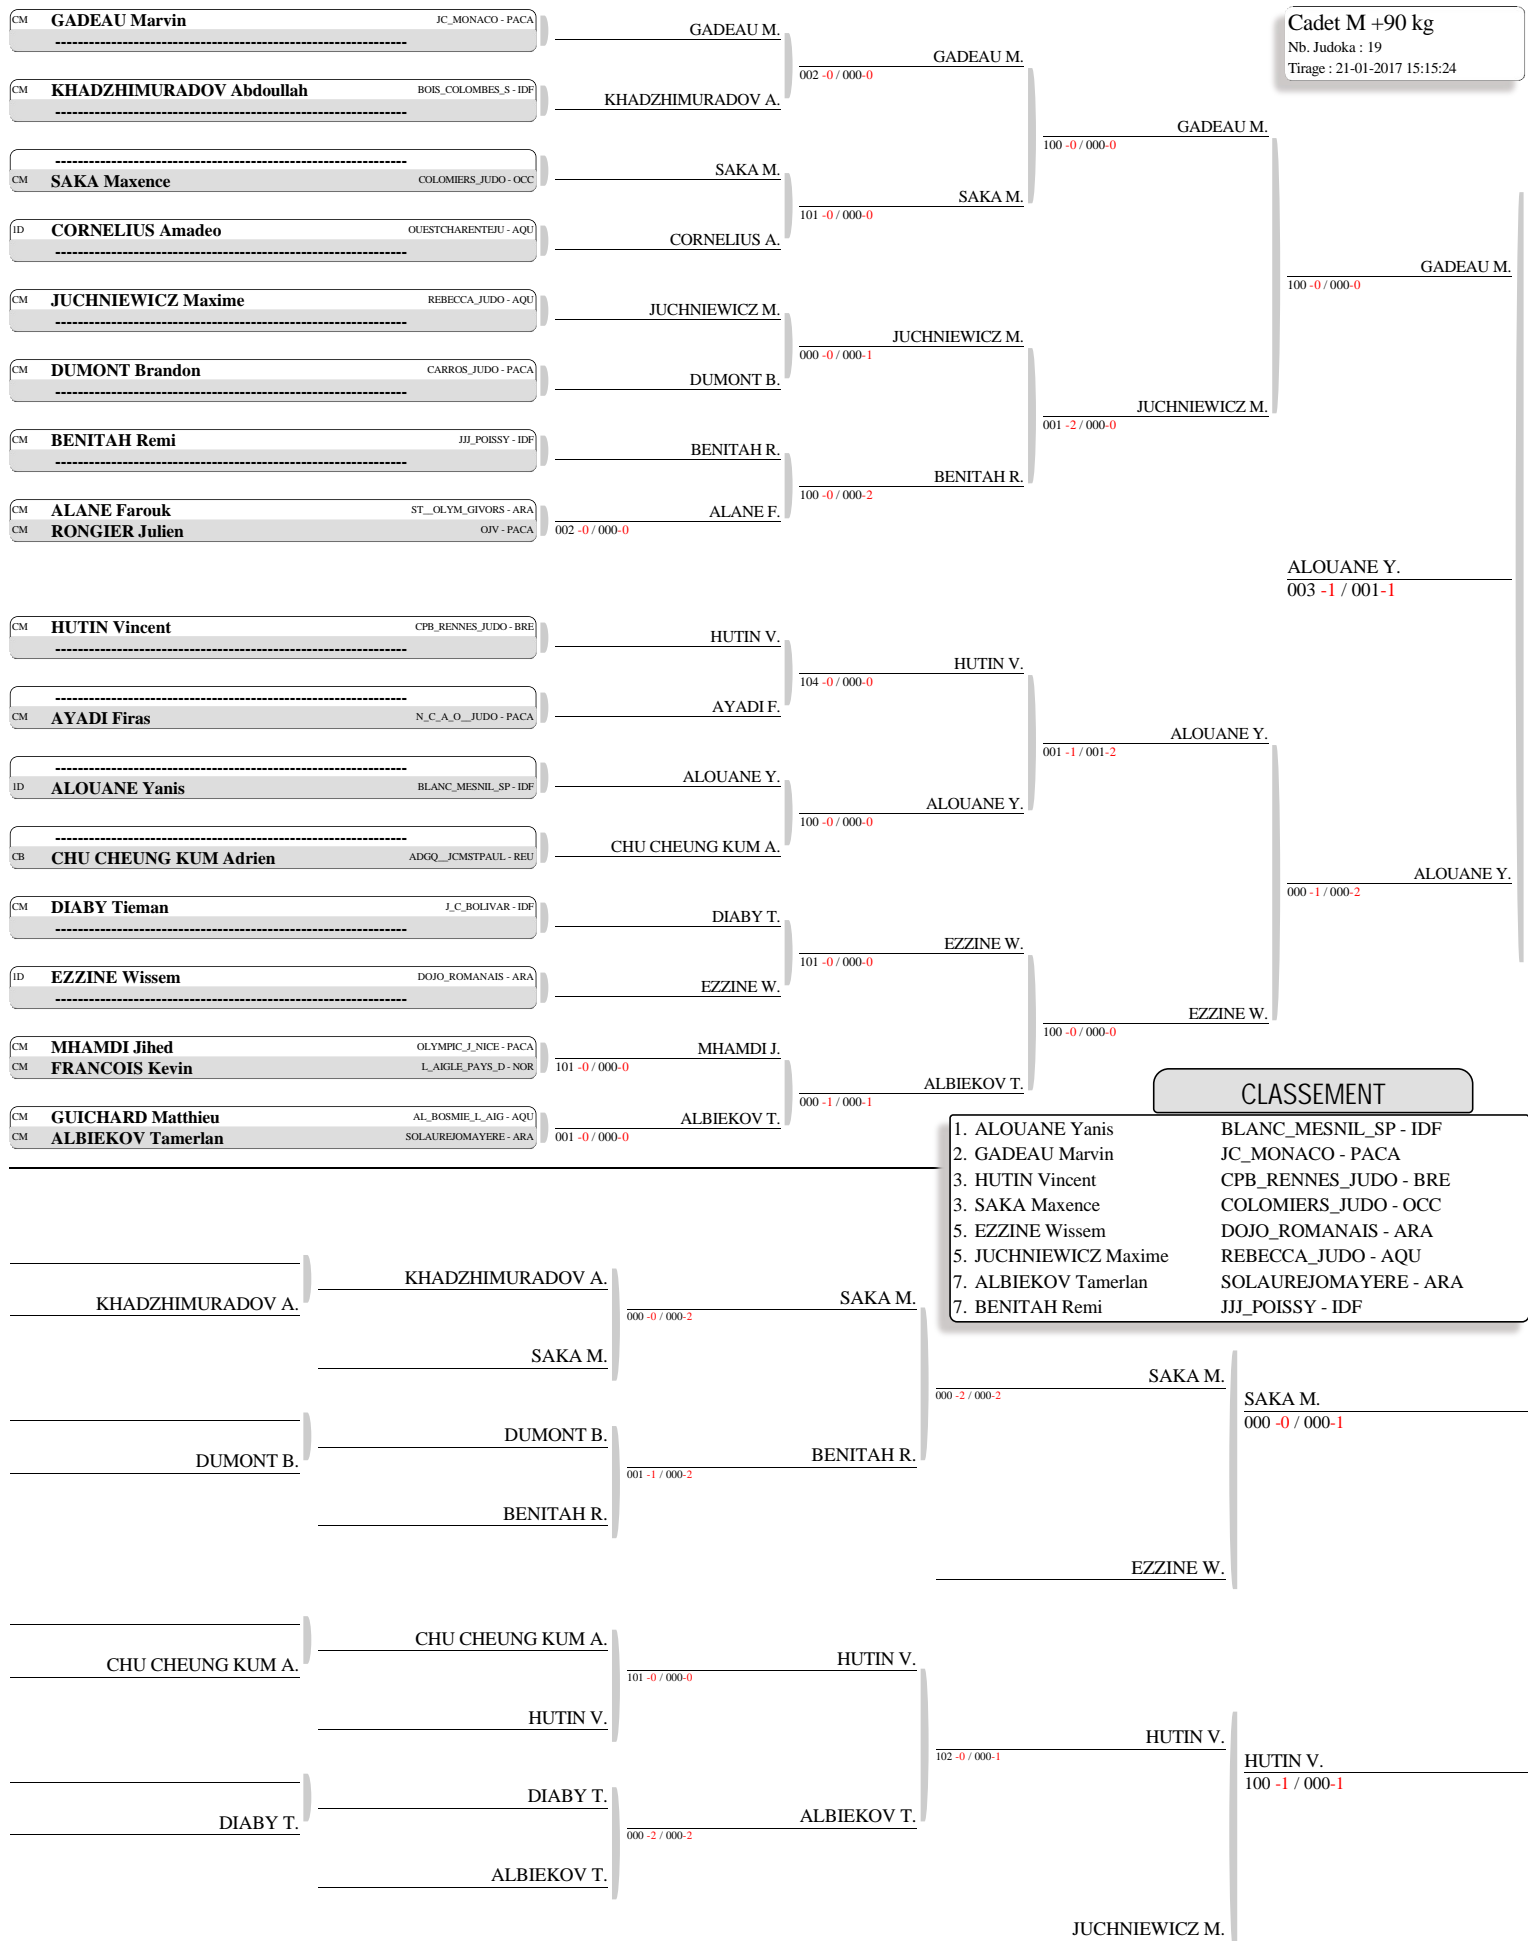 Cadet M +90 kg
Nb. Judoka : 19
Tirage : 21-01-2017 15:15:24
CM GADEAU Marvin JC_MONACO - PACA
----------------------------------------------------------------
CM KHADZHIMURADOV Abdoullah BOIS_COLOMBES_S - IDF
----------------------------------------------------------------
----------------------------------------------------------------
CM SAKA Maxence COLOMIERS_JUDO - OCC
1D CORNELIUS Amadeo OUESTCHARENTEJU - AQU
----------------------------------------------------------------
CM JUCHNIEWICZ Maxime REBECCA_JUDO - AQU
----------------------------------------------------------------
CM DUMONT Brandon CARROS_JUDO - PACA
----------------------------------------------------------------
CM BENITAH Remi JJJ_POISSY - IDF
----------------------------------------------------------------
CM ALANE Farouk ST__OLYM_GIVORS - ARA
CM RONGIER Julien OJV - PACA
CM HUTIN Vincent CPB_RENNES_JUDO - BRE
----------------------------------------------------------------
----------------------------------------------------------------
CM AYADI Firas N_C_A_O__JUDO - PACA
----------------------------------------------------------------
1D ALOUANE Yanis BLANC_MESNIL_SP - IDF
----------------------------------------------------------------
CB CHU CHEUNG KUM Adrien ADGQ__JCMSTPAUL - REU
CM DIABY Tieman J_C_BOLIVAR - IDF
----------------------------------------------------------------
1D EZZINE Wissem DOJO_ROMANAIS - ARA
----------------------------------------------------------------
CM MHAMDI Jihed OLYMPIC_J_NICE - PACA
CM FRANCOIS Kevin L_AIGLE_PAYS_D - NOR
CM GUICHARD Matthieu AL_BOSMIE_L_AIG - AQU
CM ALBIEKOV Tamerlan SOLAUREJOMAYERE - ARA
GADEAU M.
KHADZHIMURADOV A.
SAKA M.
CORNELIUS A.
JUCHNIEWICZ M.
DUMONT B.
BENITAH R.
ALANE F.
002 -0 / 000-0
HUTIN V.
AYADI F.
ALOUANE Y.
CHU CHEUNG KUM A.
DIABY T.
EZZINE W.
MHAMDI J.
101 -0 / 000-0
ALBIEKOV T.
001 -0 / 000-0
GADEAU M.
002 -0 / 000-0
SAKA M.
101 -0 / 000-0
JUCHNIEWICZ M.
000 -0 / 000-1
BENITAH R.
100 -0 / 000-2
HUTIN V.
104 -0 / 000-0
ALOUANE Y.
100 -0 / 000-0
EZZINE W.
101 -0 / 000-0
ALBIEKOV T.
000 -1 / 000-1
GADEAU M.
100 -0 / 000-0
JUCHNIEWICZ M.
001 -2 / 000-0
ALOUANE Y.
001 -1 / 001-2
EZZINE W.
100 -0 / 000-0
GADEAU M.
100 -0 / 000-0
ALOUANE Y.
003 -1 / 001-1
ALOUANE Y.
000 -1 / 000-2
CLASSEMENT
1. ALOUANE Yanis BLANC_MESNIL_SP - IDF
2. GADEAU Marvin JC_MONACO - PACA
3. HUTIN Vincent CPB_RENNES_JUDO - BRE
3. SAKA Maxence COLOMIERS_JUDO - OCC
5. EZZINE Wissem DOJO_ROMANAIS - ARA
5. JUCHNIEWICZ Maxime REBECCA_JUDO - AQU
7. ALBIEKOV Tamerlan SOLAUREJOMAYERE - ARA
7. BENITAH Remi JJJ_POISSY - IDF
KHADZHIMURADOV A.
DUMONT B.
CHU CHEUNG KUM A.
DIABY T.
KHADZHIMURADOV A.
SAKA M.
DUMONT B.
BENITAH R.
CHU CHEUNG KUM A.
HUTIN V.
DIABY T.
ALBIEKOV T.
SAKA M.
000 -0 / 000-2
BENITAH R.
001 -1 / 000-2
HUTIN V.
101 -0 / 000-0
ALBIEKOV T.
000 -2 / 000-2
SAKA M.
000 -2 / 000-2
EZZINE W.
HUTIN V.
102 -0 / 000-1
JUCHNIEWICZ M.
SAKA M.
000 -0 / 000-1
HUTIN V.
100 -1 / 000-1